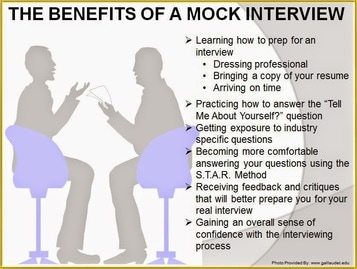 THE BENEFITS OF A MOCK INTERVIEW
➢ Learning how to prep for an
interview
• Dressing professional
• Bringing a copy of your resume
• Arriving on time
➢ Practicing how to answer the "Tell
Me About Yourself?" question
➢ Getting exposure to industry
specific questions
➢ Becoming more comfortable
answering your questions using the
S.T.A.R. Method
➢ Receiving feedback and critiques
that will better prepare you for your
real interview
➢ Gaining an overall sense of
confidence with the interviewing
process
Photo Provided By: www.gallaudet.edu